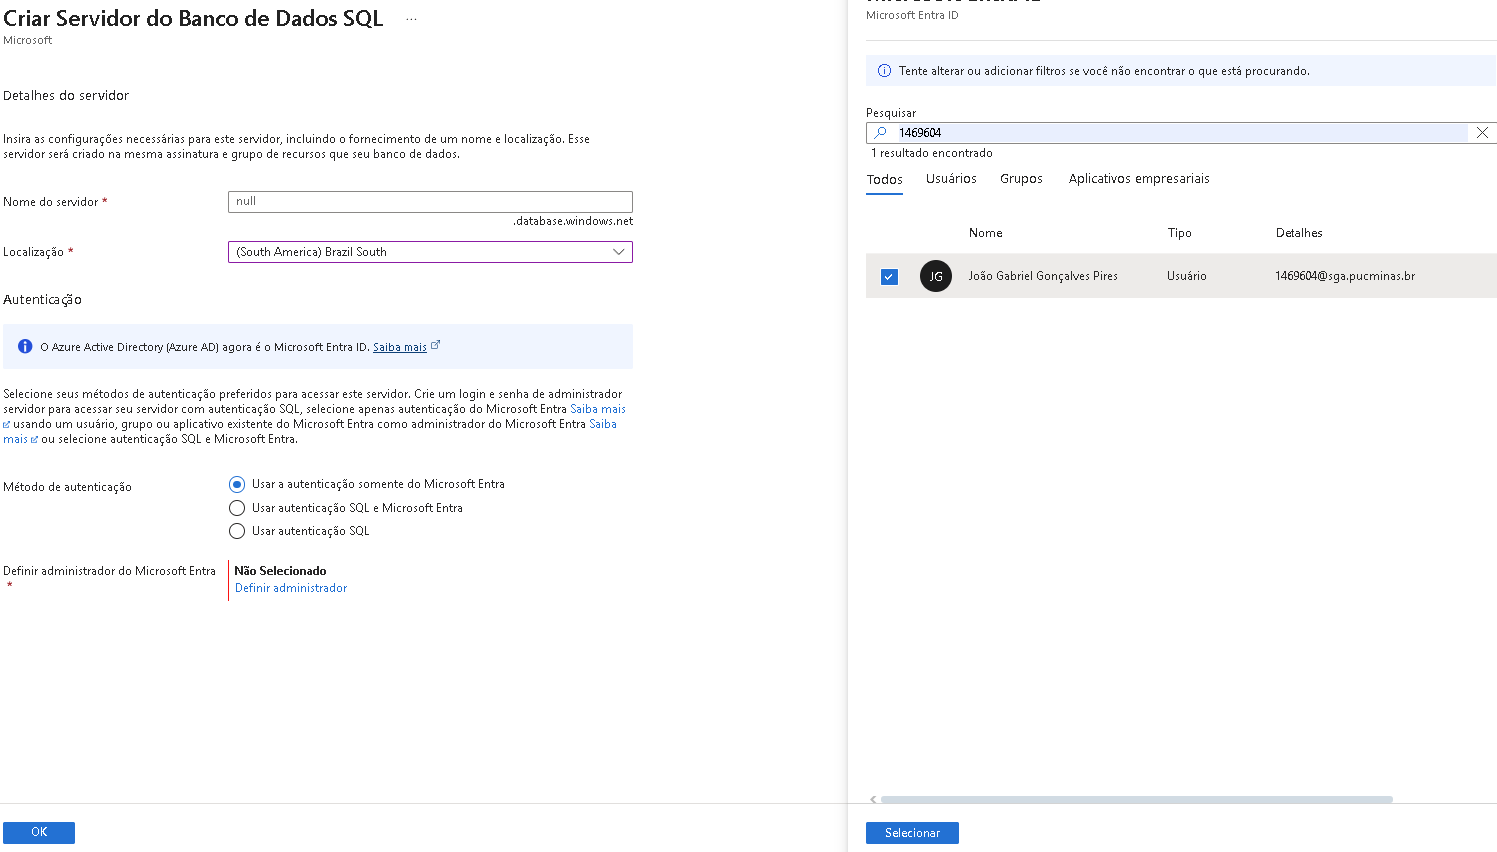 Criar Servidor do Banco de Dados SQL ...
Microsoft
Detalhes do servidor
Insira as configurações necessárias para este servidor, incluindo o fornecimento de um nome e localização. Esse
servidor será criado na mesma assinatura e grupo de recursos que seu banco de dados.
Nome do servidor *
null
.database.windows.net
Localização *
(South America) Brazil South
Autenticação
O Azure Active Directory (Azure AD) agora é o Microsoft Entra ID. Saiba mais
Selecione seus métodos de autenticação preferidos para acessar este servidor. Crie um login e senha de administrador
servidor para acessar seu servidor com autenticação SQL, selecione apenas autenticação do Microsoft Entra Saiba mais
usando um usuário, grupo ou aplicativo existente do Microsoft Entra como administrador do Microsoft Entra Saiba
mais ou selecione autenticação SQL e Microsoft Entra.
Método de autenticação
Usar a autenticação somente do Microsoft Entra
Usar autenticação SQL e Microsoft Entra
Usar autenticação SQL
Definir administrador do Microsoft Entra
*
Não Selecionado
Definir administrador
OK
Microsoft Entra ID
Tente alterar ou adicionar filtros se você não encontrar o que está procurando.
Pesquisar
1469604
1 resultado encontrado
Todos Usuários Grupos Aplicativos empresariais
Nome Tipo Detalhes
JG João Gabriel Gonçalves Pires Usuário 1469604@sga.pucminas.br
Selecionar